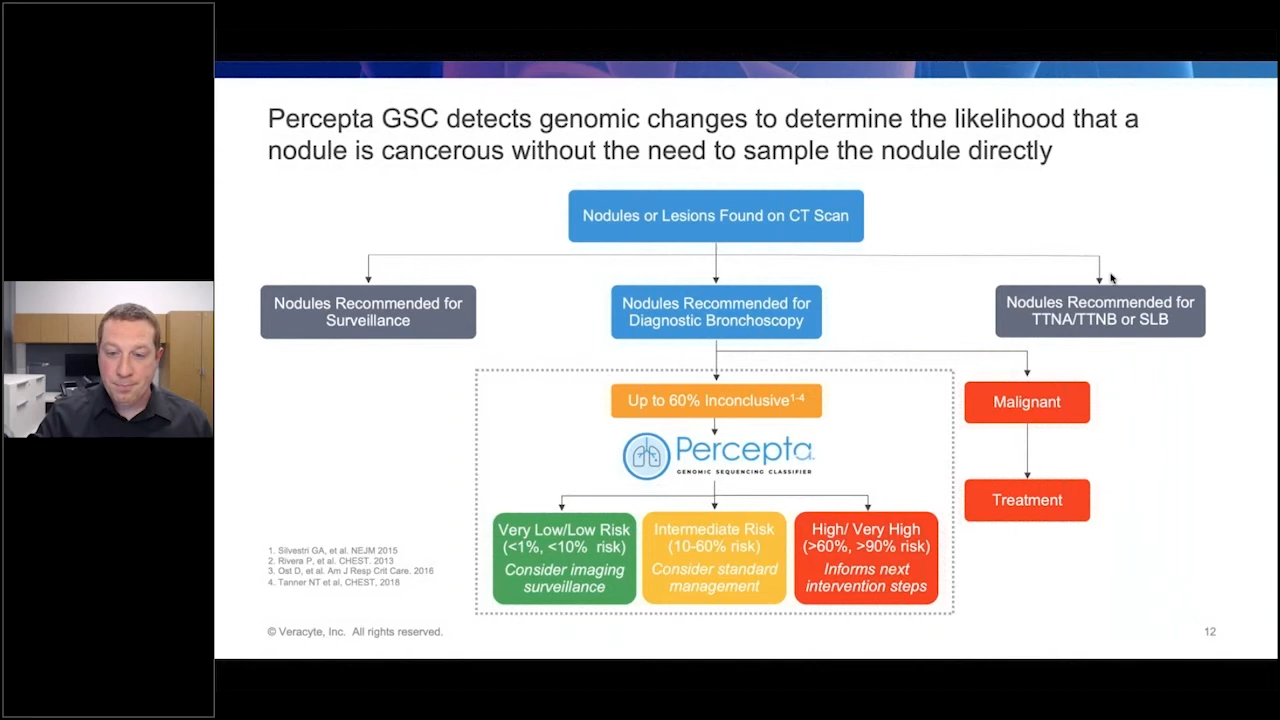 Percepta GSC detects genomic changes to determine the likelihood that a
nodule is cancerous without the need to sample the nodule directly
Nodules or Lesions Found on CT Scan
Nodules Recommended for
Surveillance
Nodules Recommended for
Diagnostic Bronchoscopy
Nodules Recommended for
TTNA/TTNB or SLB
Up to 60% Inconclusive1-4
Malignant
Percepta
GENOMIC SEQUENCING CLASSIFIER
Treatment
Very Low/Low Risk
(<1%, <10% risk)
Consider imaging
surveillance
Intermediate Risk
(10-60% risk)
Consider standard
management
High/ Very High
(>60%, >90% risk)
Informs next
intervention steps
1. Silvestri GA, et al. NEJM 2015
2. Rivera P, et al. CHEST. 2013
3. Ost D, et al. Am J Resp Crit Care. 2016
4. Tanner NT et al, CHEST, 2018
© Veracyte, Inc. All rights reserved.
12